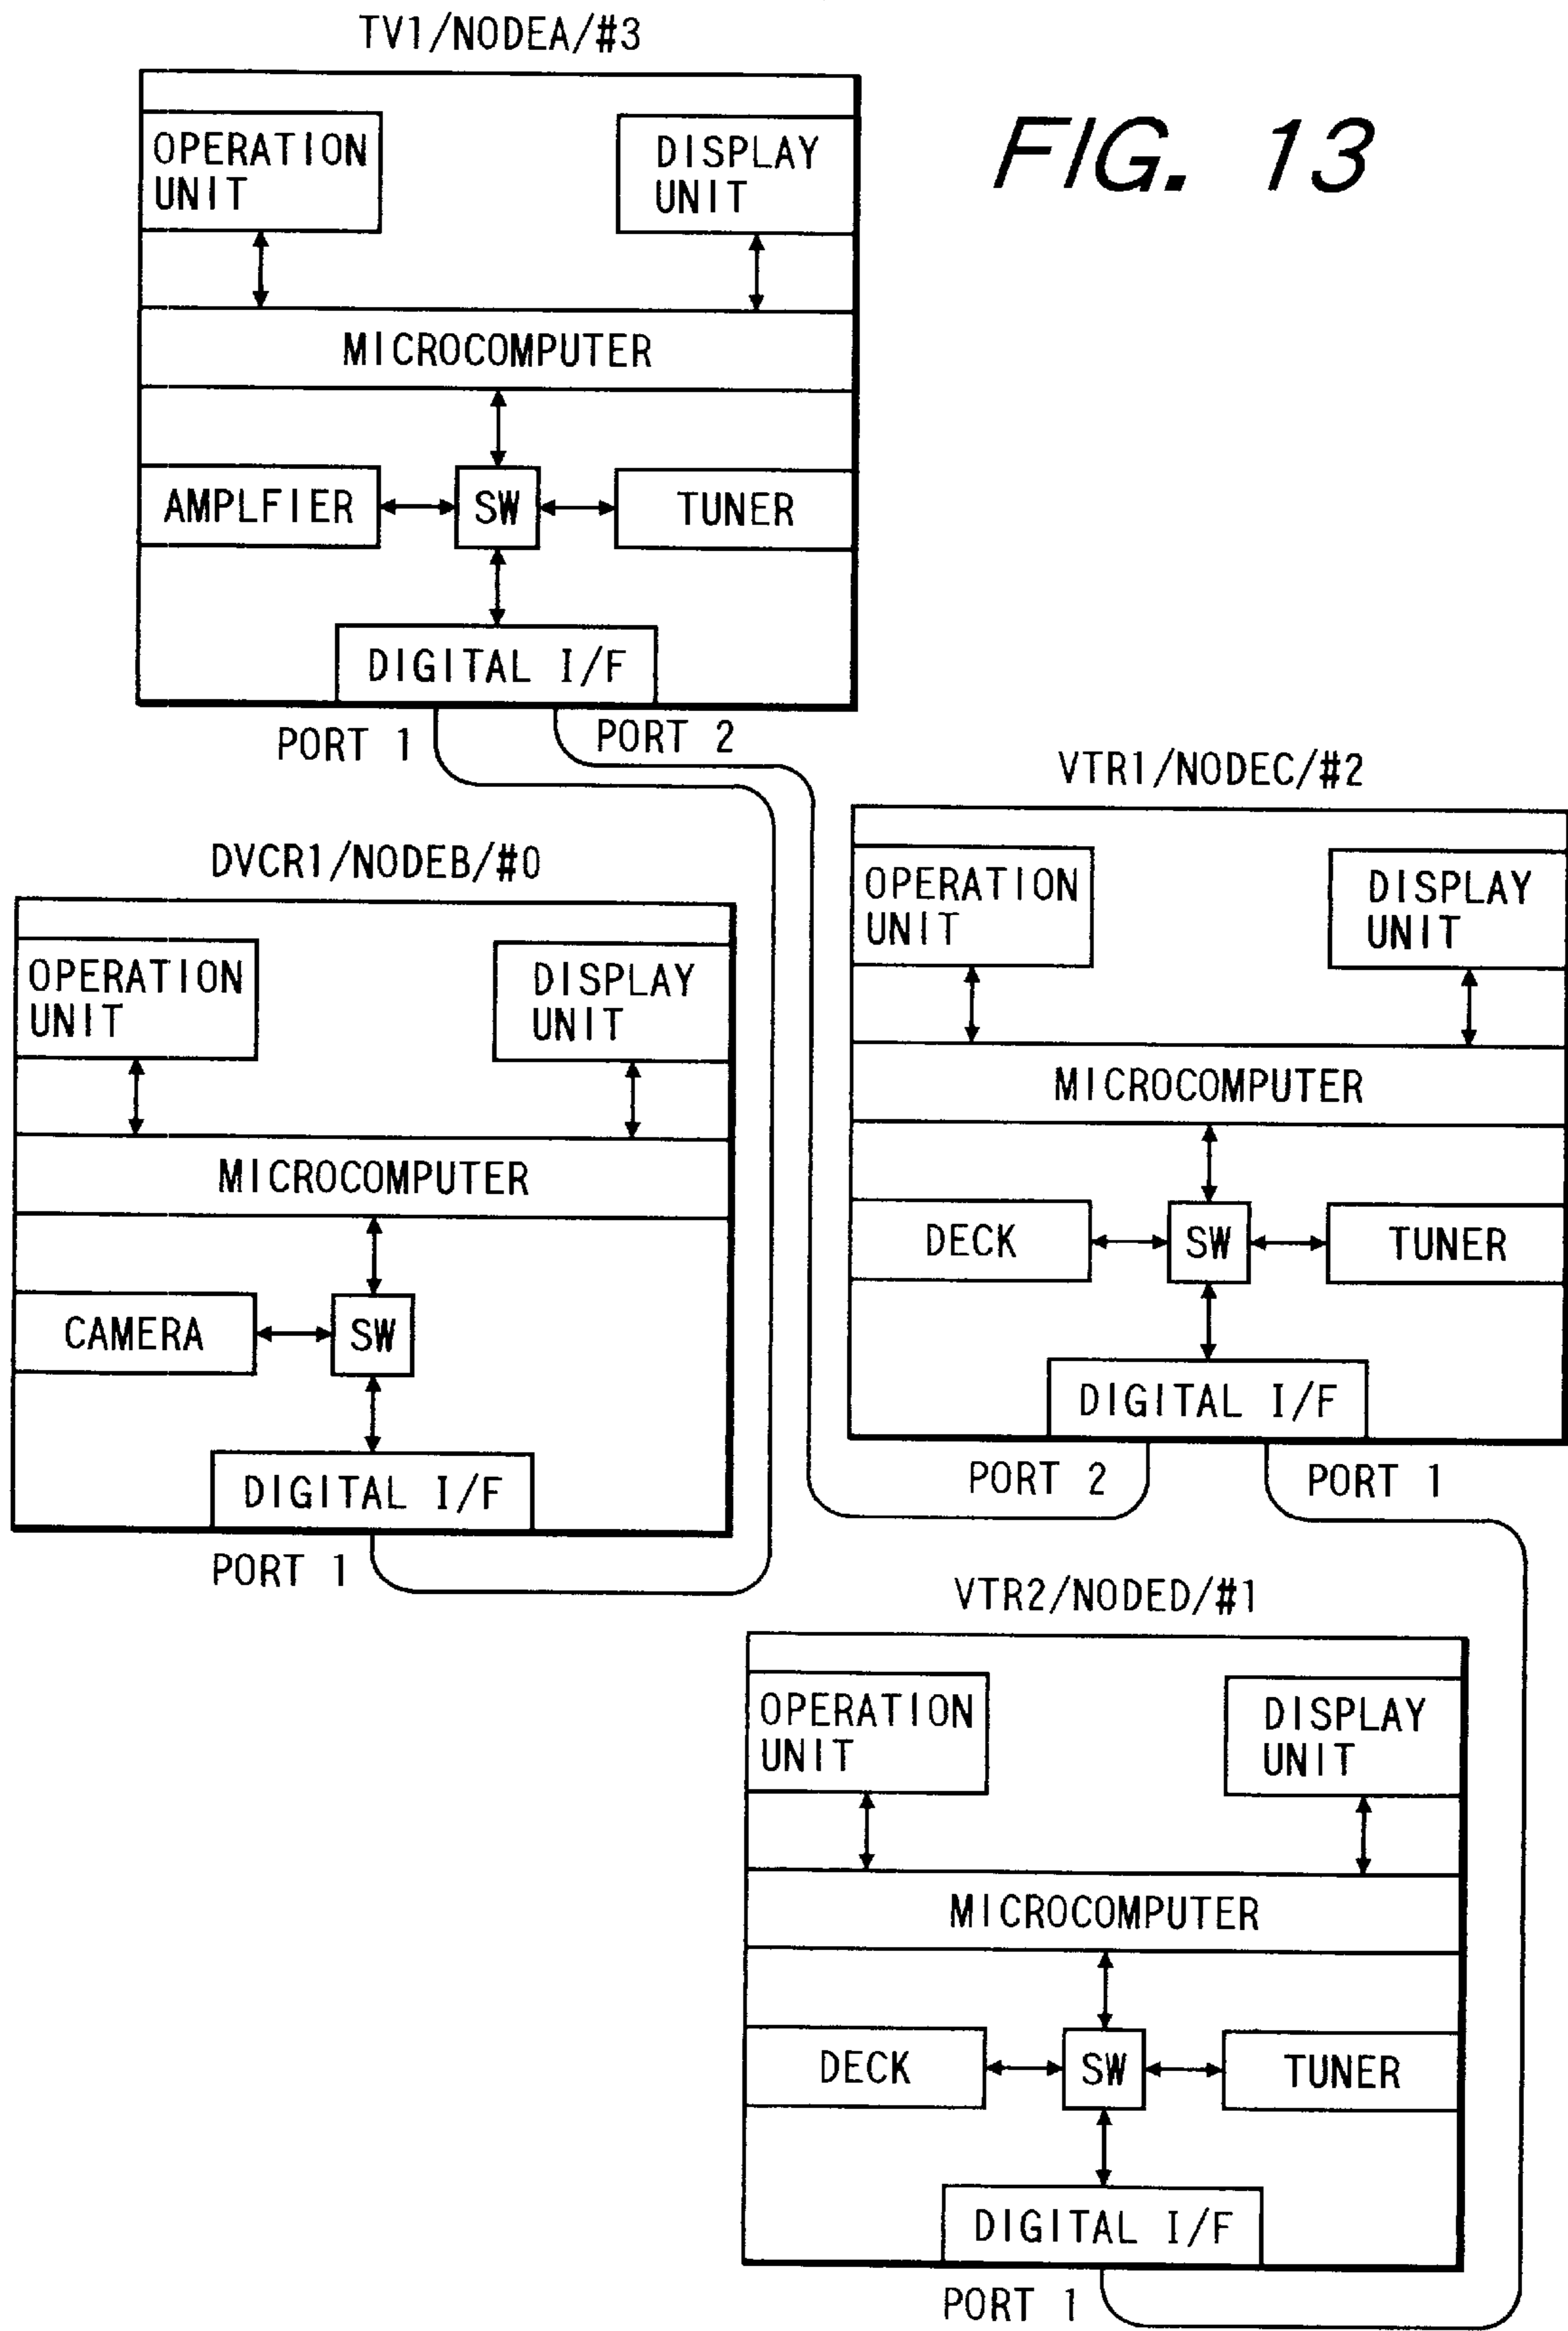 TV1/NODEA/#3
FIG. 13
OPERATION
UNIT
DISPLAY
UNIT
MICROCOMPUTER
AMPLFIER
SW
TUNER
DIGITAL I/F
PORT 1
PORT 2
VTR1/NODEC/#2
OPERATION
UNIT
DISPLAY
UNIT
MICROCOMPUTER
DECK
SW
TUNER
DIGITAL I/F
PORT 2
PORT 1
DVCR1/NODEB/#0
OPERATION
UNIT
DISPLAY
UNIT
MICROCOMPUTER
CAMERA
SW
DIGITAL I/F
PORT 1
VTR2/NODED/#1
OPERATION
UNIT
DISPLAY
UNIT
MICROCOMPUTER
DECK
SW
TUNER
DIGITAL I/F
PORT 1